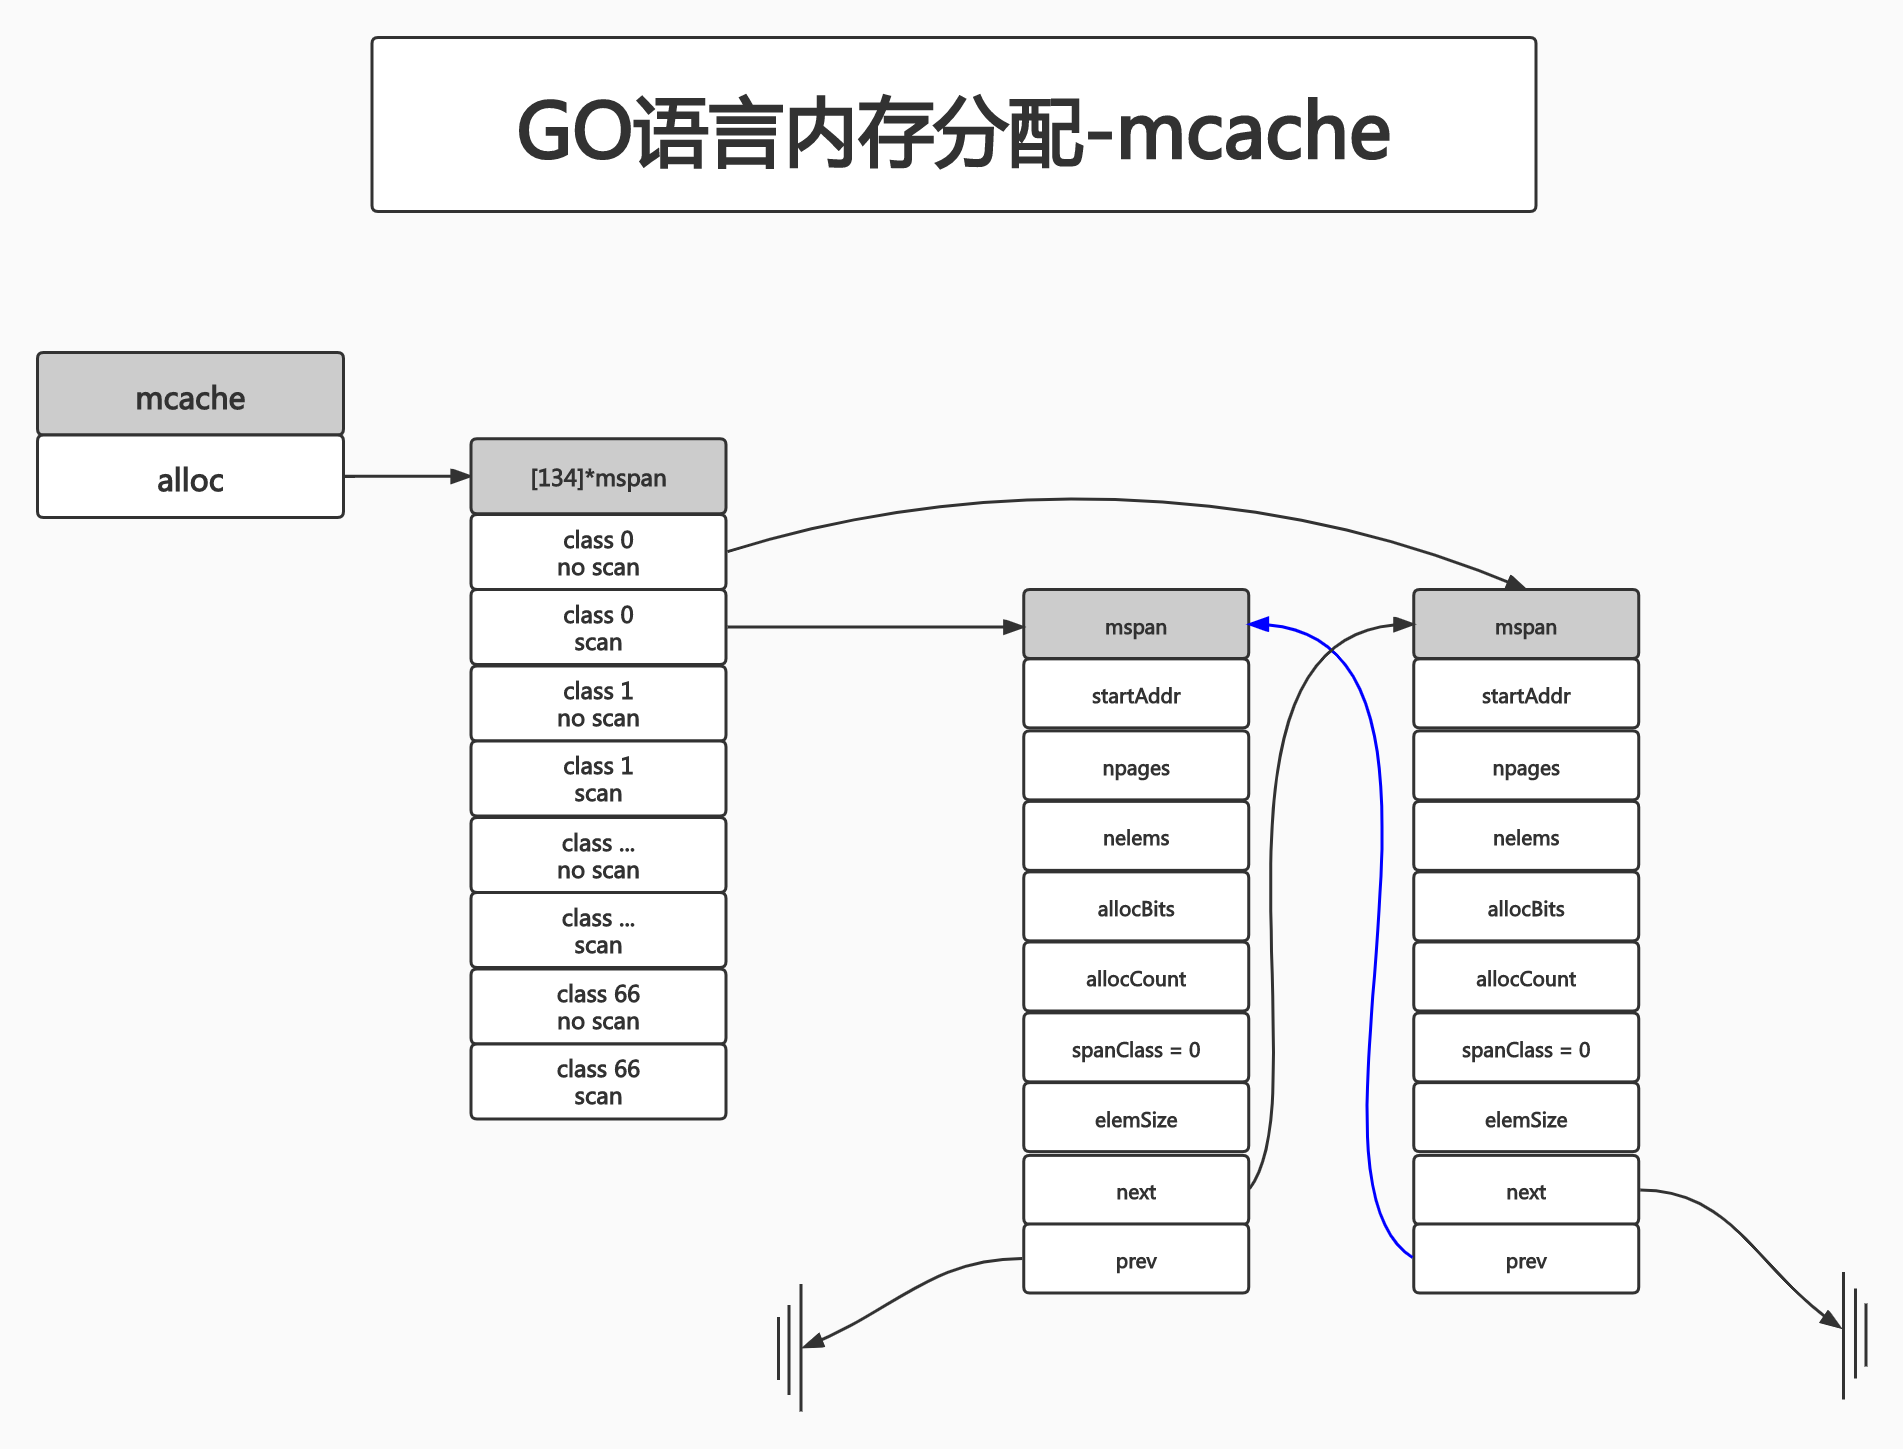 GO语言内存分配-mcache
mcache
alloc
[134]*mspan
class 0
no scan
class 0
scan
class 1
no scan
class 1
scan
class ...
no scan
class ...
scan
class 66
no scan
class 66
scan
mspan
startAddr
npages
nelems
allocBits
allocCount
spanClass = 0
elemSize
next
prev
mspan
startAddr
npages
nelems
allocBits
allocCount
spanClass = 0
elemSize
next
prev